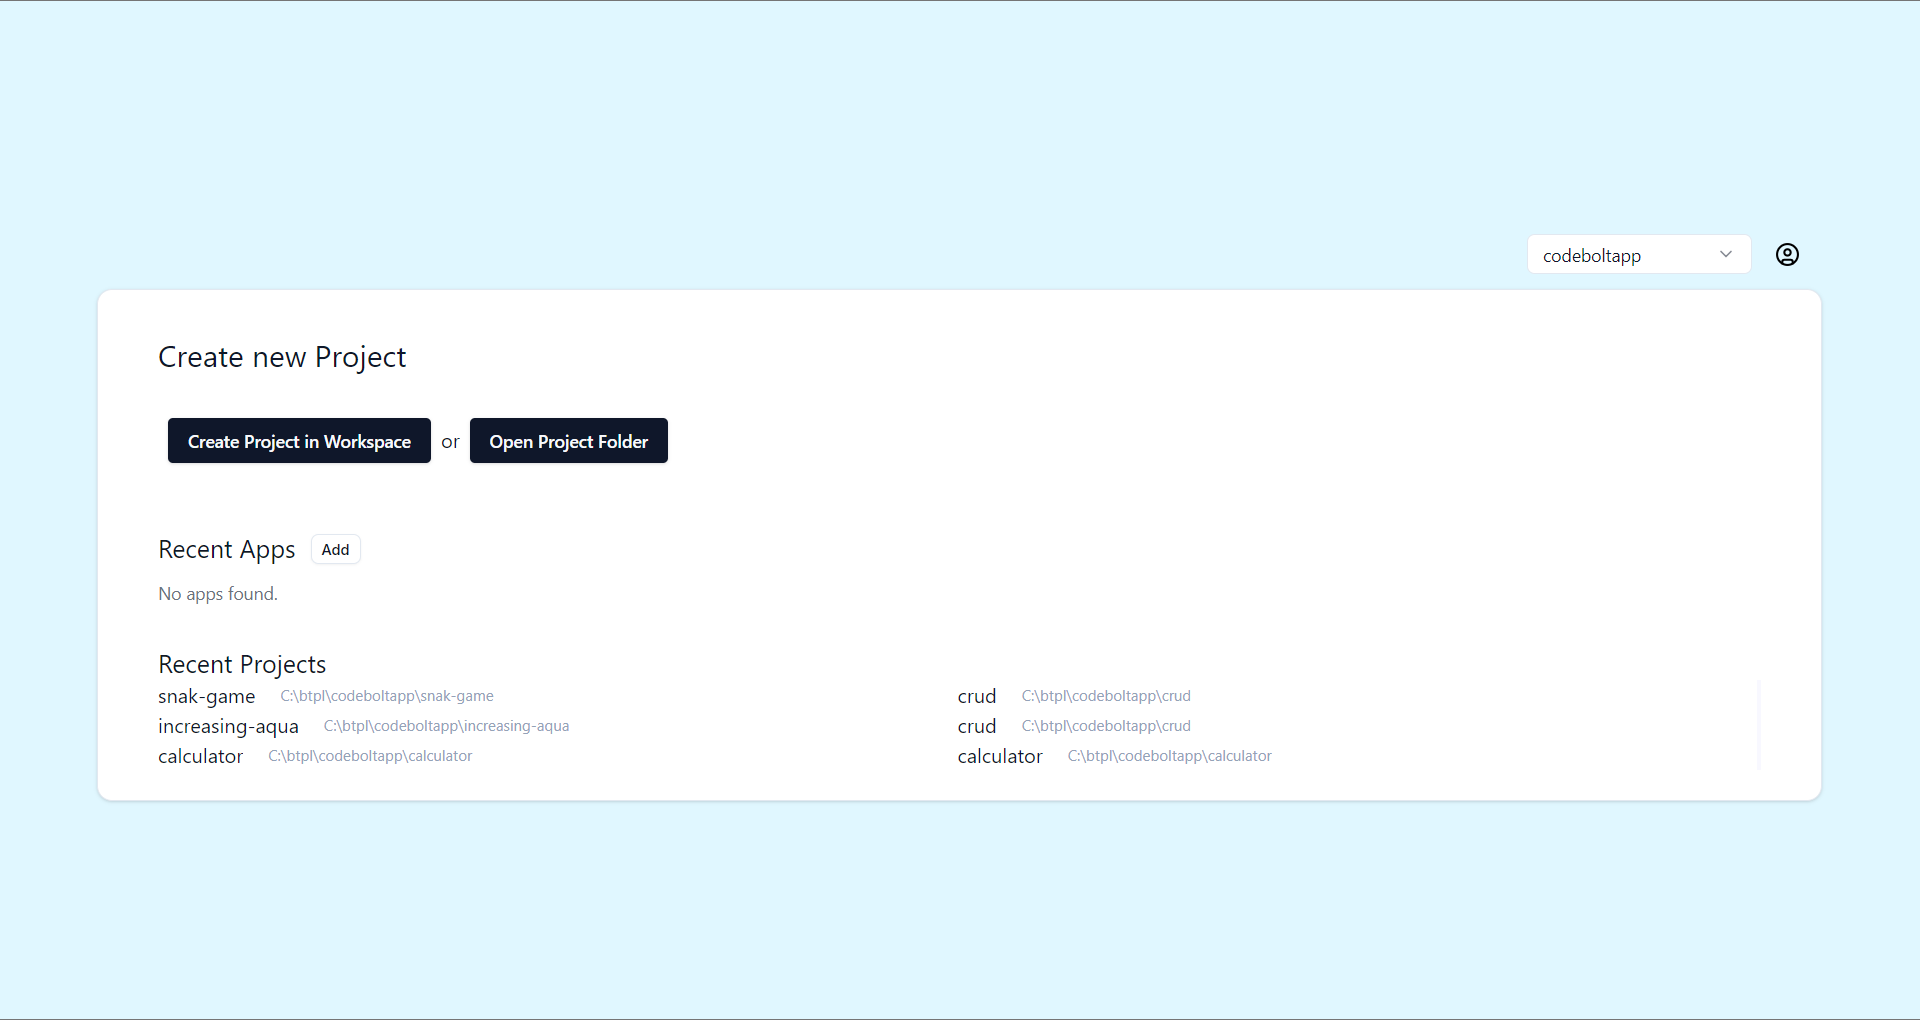 codeboltapp
Create new Project
Create Project in Workspace or Open Project Folder
Recent Apps Add
No apps found.
Recent Projects
snak-game C:\btpl\codeboltapp\snak-game crud C:\btpl\codeboltapp\crud
increasing-aqua C:\btpl\codeboltapp\increasing-aqua crud C:\btpl\codeboltapp\crud
calculator C:\btpl\codeboltapp\calculator calculator C:\btpl\codeboltapp\calculator